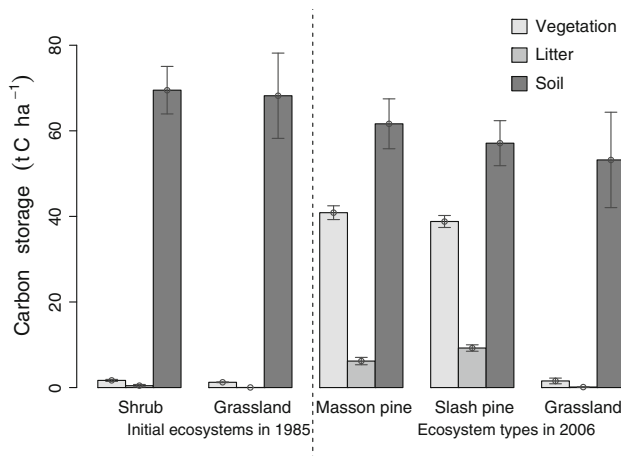 Vegetation
Litter
Soil
Carbon storage (t C ha⁻¹)
80
60
40
20
0
Shrub Grassland Masson pine Slash pine Grassland
Initial ecosystems in 1985 Ecosystem types in 2006